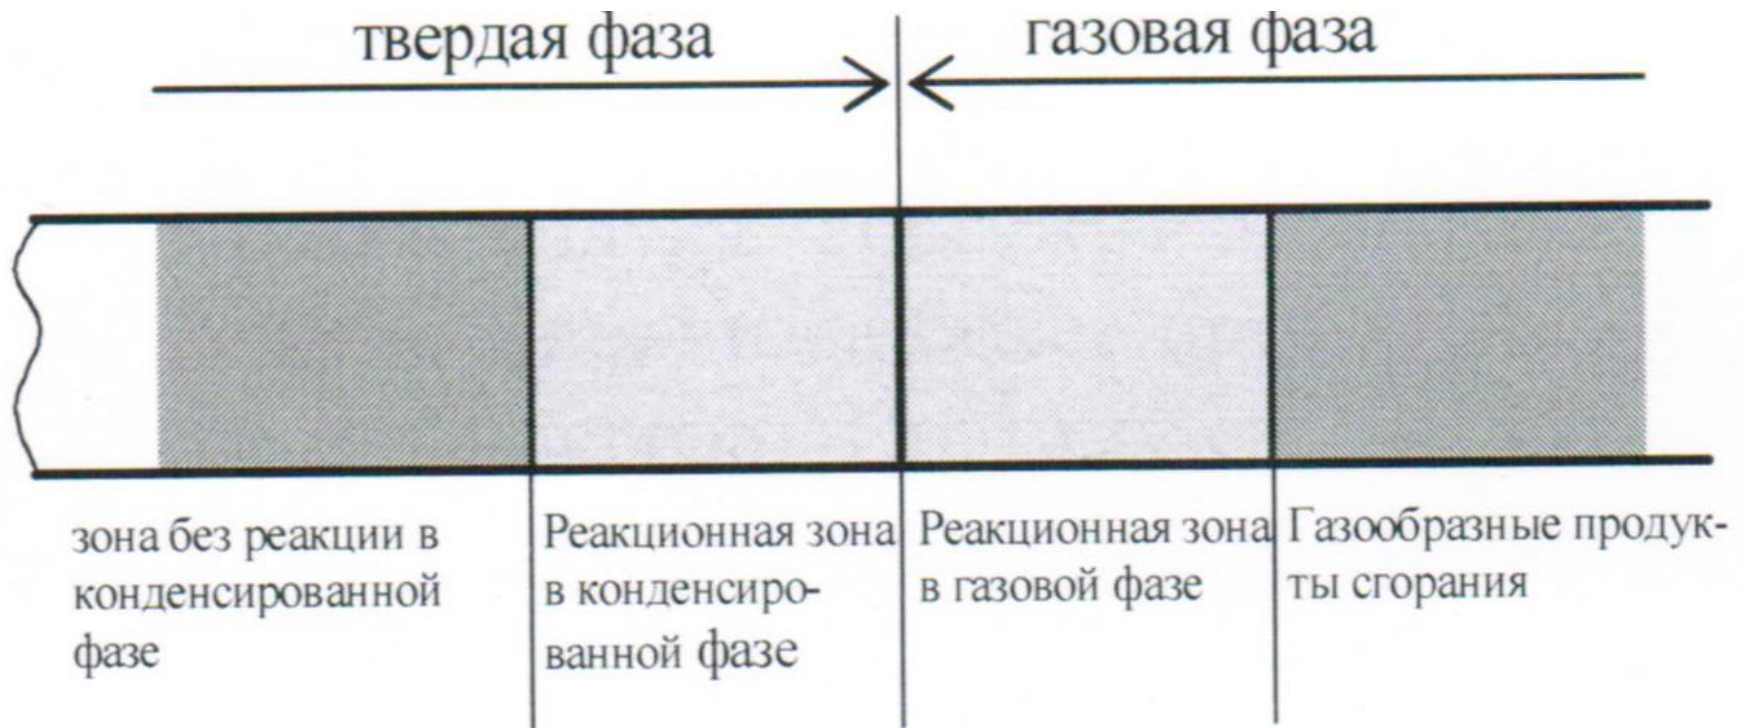 твердая фаза
газовая фаза
зона без реакции в
конденсированной
фазе
Реакционная зона
в конденсиро-
ванной фазе
Реакционная зона
в газовой фазе
Газообразные продук-
ты сгорания